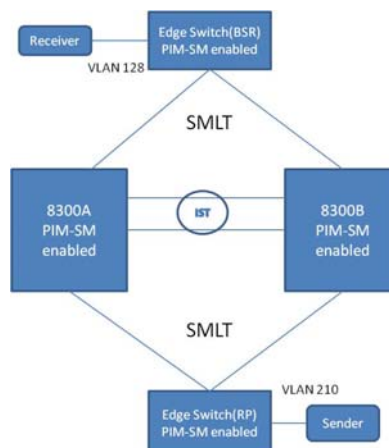 Receiver
Edge Switch(BSR)
PIM-SM enabled
VLAN 128
SMLT
8300A
PIM-SM
enabled
IST
8300B
PIM-SM
enabled
SMLT
VLAN 210
Edge Switch(RP)
PIM-SM enabled
Sender